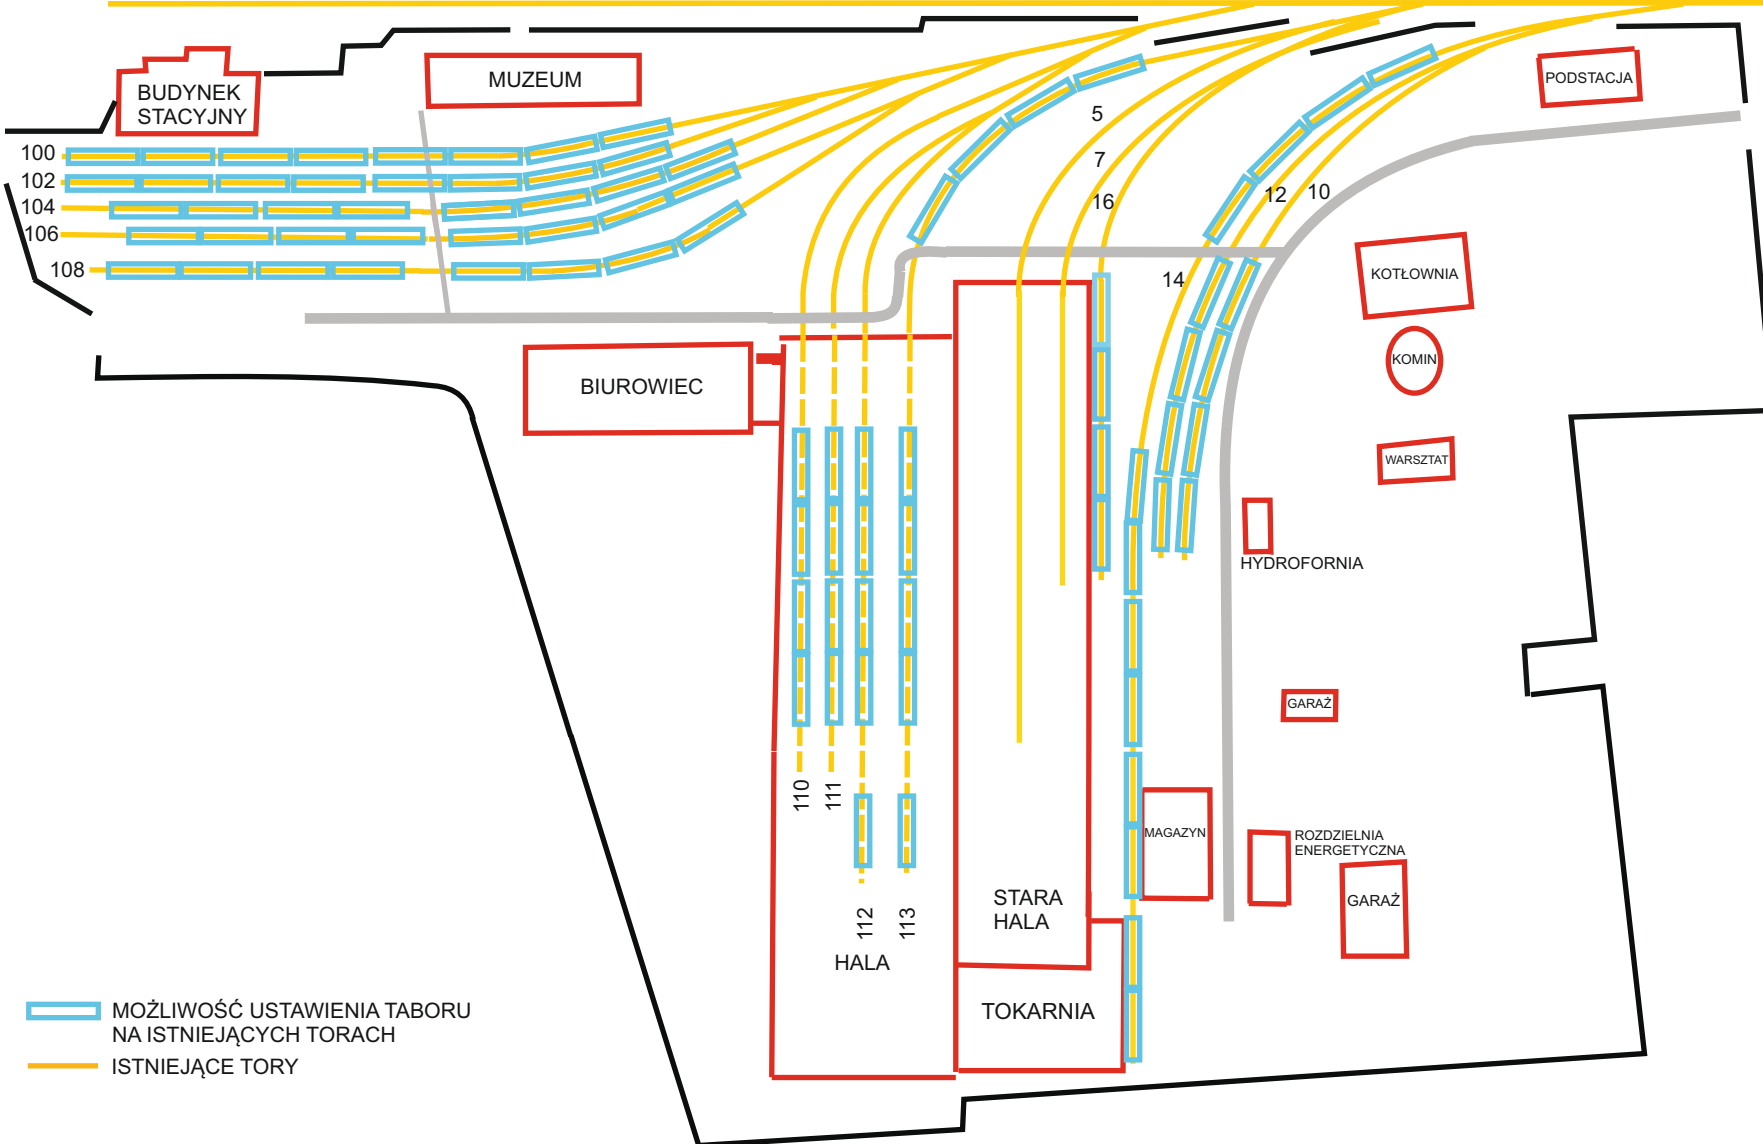 MUZEUM
PODSTACJA
BUDYNEK
STACYJNY
5
100
7
102
16
12
10
104
106
108
14
KOTŁOWNIA
KOMIN
BIUROWIEC
WARSZTAT
HYDROFORNIA
GARAŻ
110
111
MAGAZYN
ROZDZIELNIA
ENERGETYCZNA
STARA
HALA
GARAŻ
112
113
HALA
TOKARNIA
MOŻLIWOŚĆ USTAWIENIA TABORU
NA ISTNIEJĄCYCH TORACH
ISTNIEJĄCE TORY